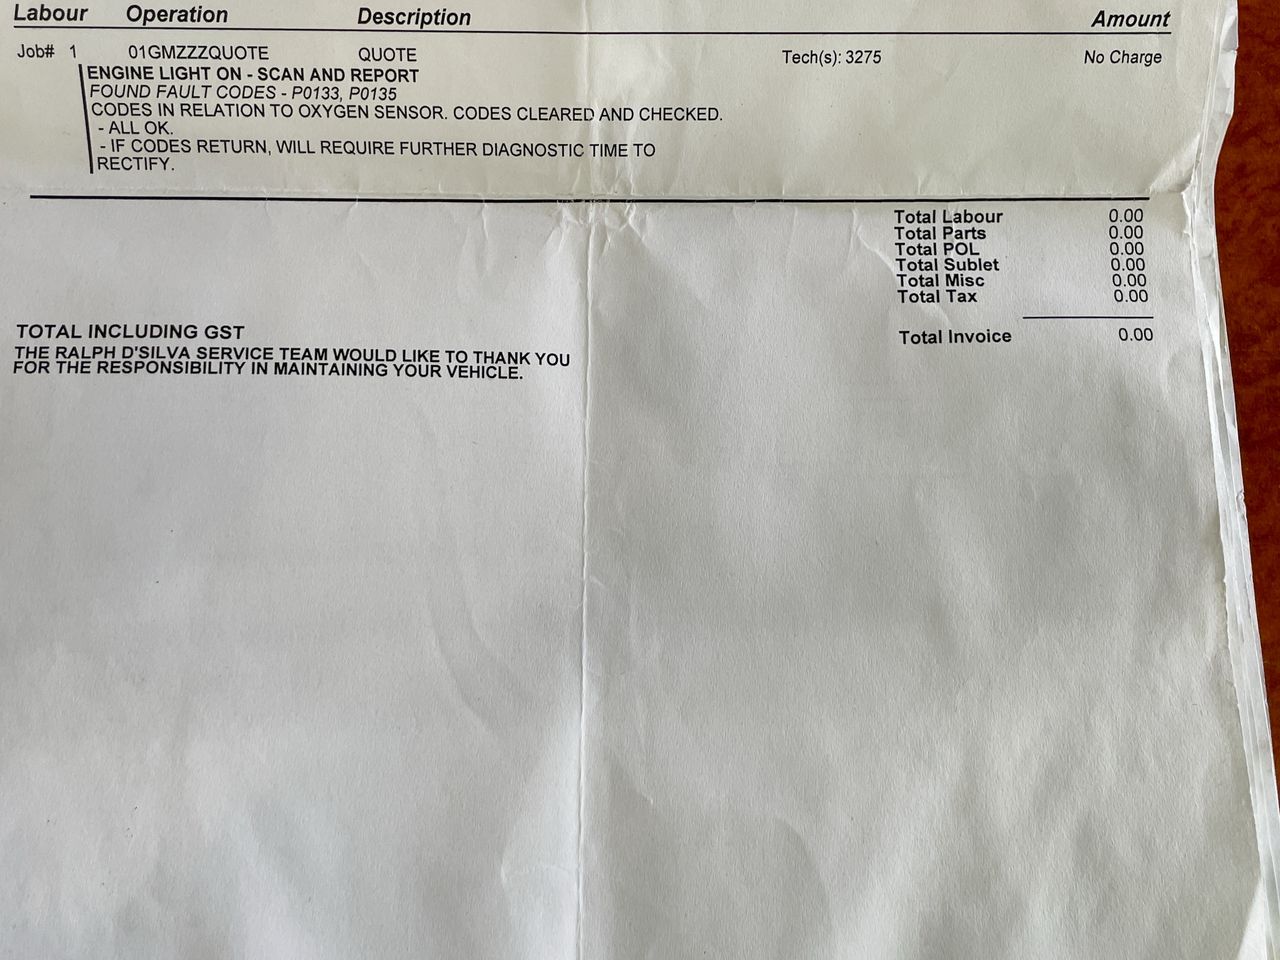 Labour Operation Description Amount
Job# 1 01GMZZZQUOTE QUOTE Tech(s): 3275 No Charge
ENGINE LIGHT ON - SCAN AND REPORT
FOUND FAULT CODES - P0133, P0135
CODES IN RELATION TO OXYGEN SENSOR. CODES CLEARED AND CHECKED.
- ALL OK.
- IF CODES RETURN, WILL REQUIRE FURTHER DIAGNOSTIC TIME TO
RECTIFY.
Total Labour 0.00
Total Parts 0.00
Total POL 0.00
Total Sublet 0.00
Total Misc 0.00
Total Tax 0.00
Total Invoice 0.00
TOTAL INCLUDING GST
THE RALPH D'SILVA SERVICE TEAM WOULD LIKE TO THANK YOU
FOR THE RESPONSIBILITY IN MAINTAINING YOUR VEHICLE.